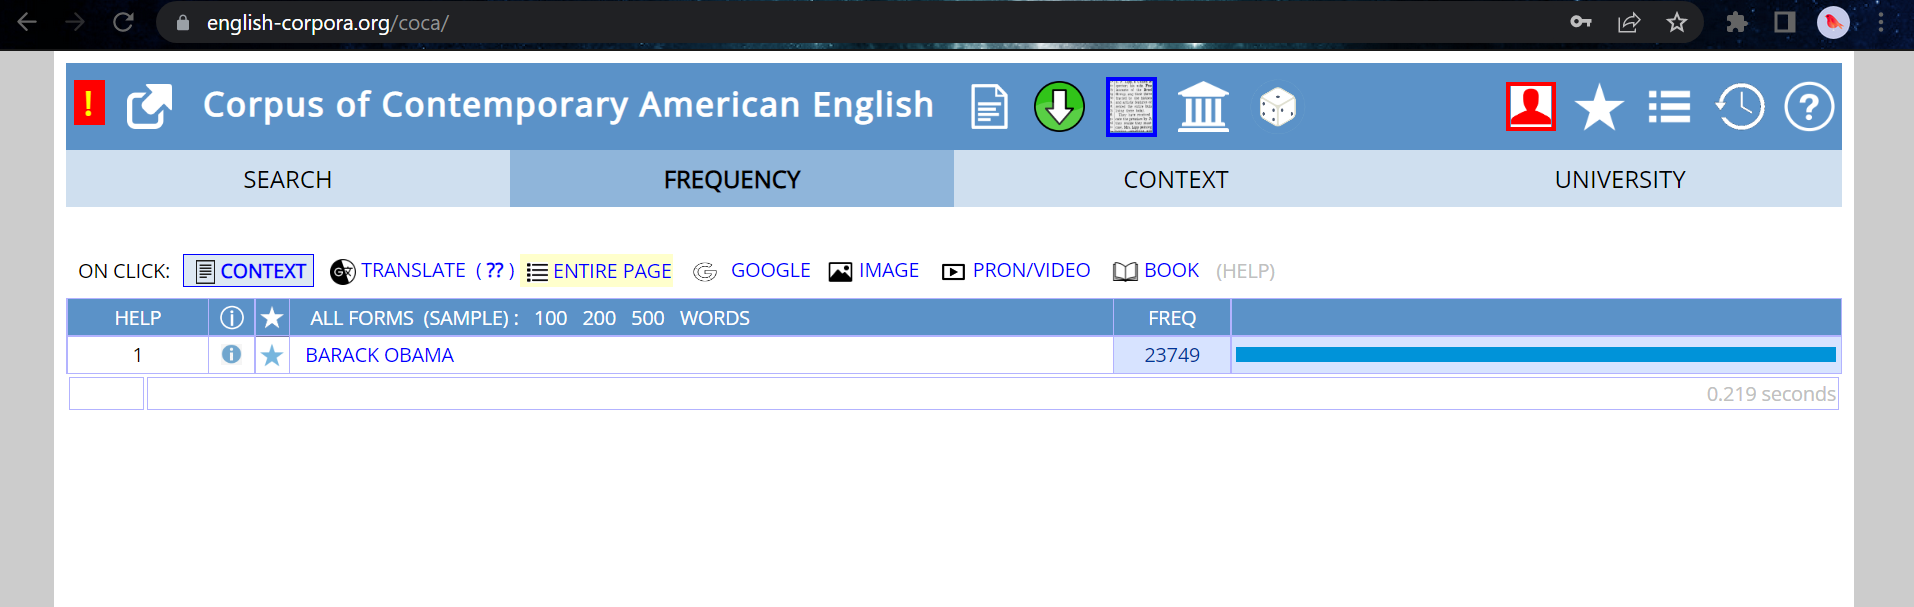 english-corpora.org/coca/
! Corpus of Contemporary American English ?
SEARCH FREQUENCY CONTEXT UNIVERSITY
ON CLICK: CONTEXT TRANSLATE ( ?? ) ENTIRE PAGE GOOGLE IMAGE PRON/VIDEO BOOK (HELP)
HELP ALL FORMS (SAMPLE) : 100 200 500 WORDS FREQ
1 BARACK OBAMA 23749
0.219 seconds